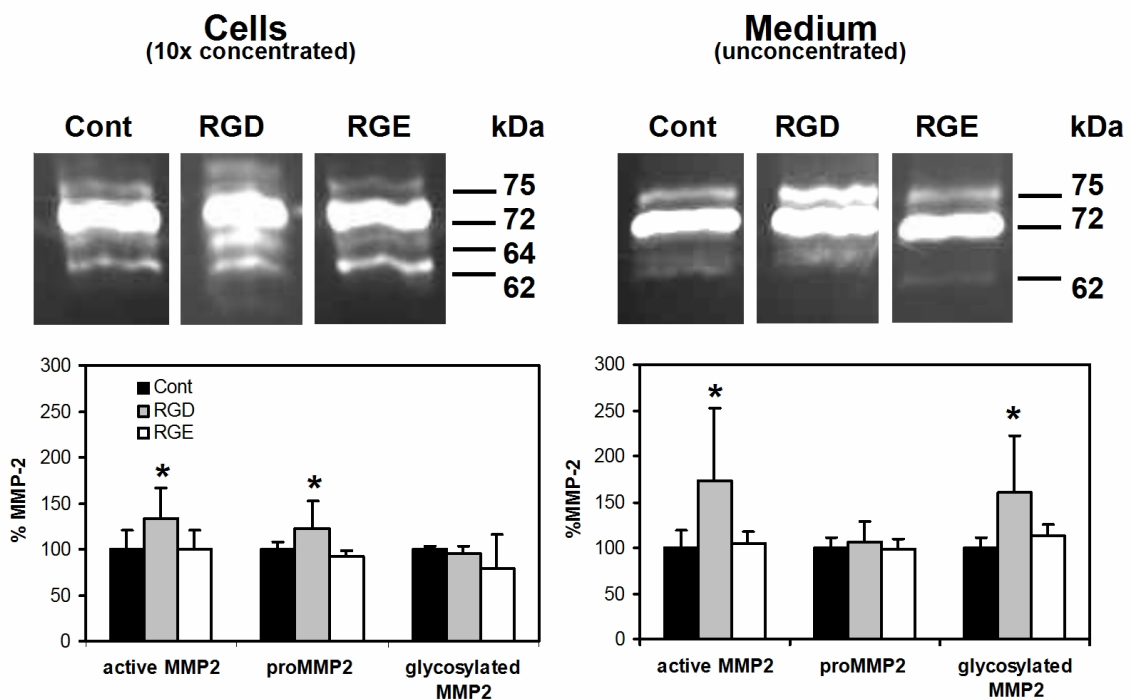 Cells
(10x concentrated)
Cont RGD RGE kDa
75
72
64
62
% MMP-2
300
250
200
150
100
50
0
Cont
RGD
RGE
* *
active MMP2 proMMP2 glycosylated
MMP2
Medium
(unconcentrated)
Cont RGD RGE kDa
75
72
62
%MMP-2
300
250
200
150
100
50
0
* *
active MMP2 proMMP2 glycosylated
MMP2